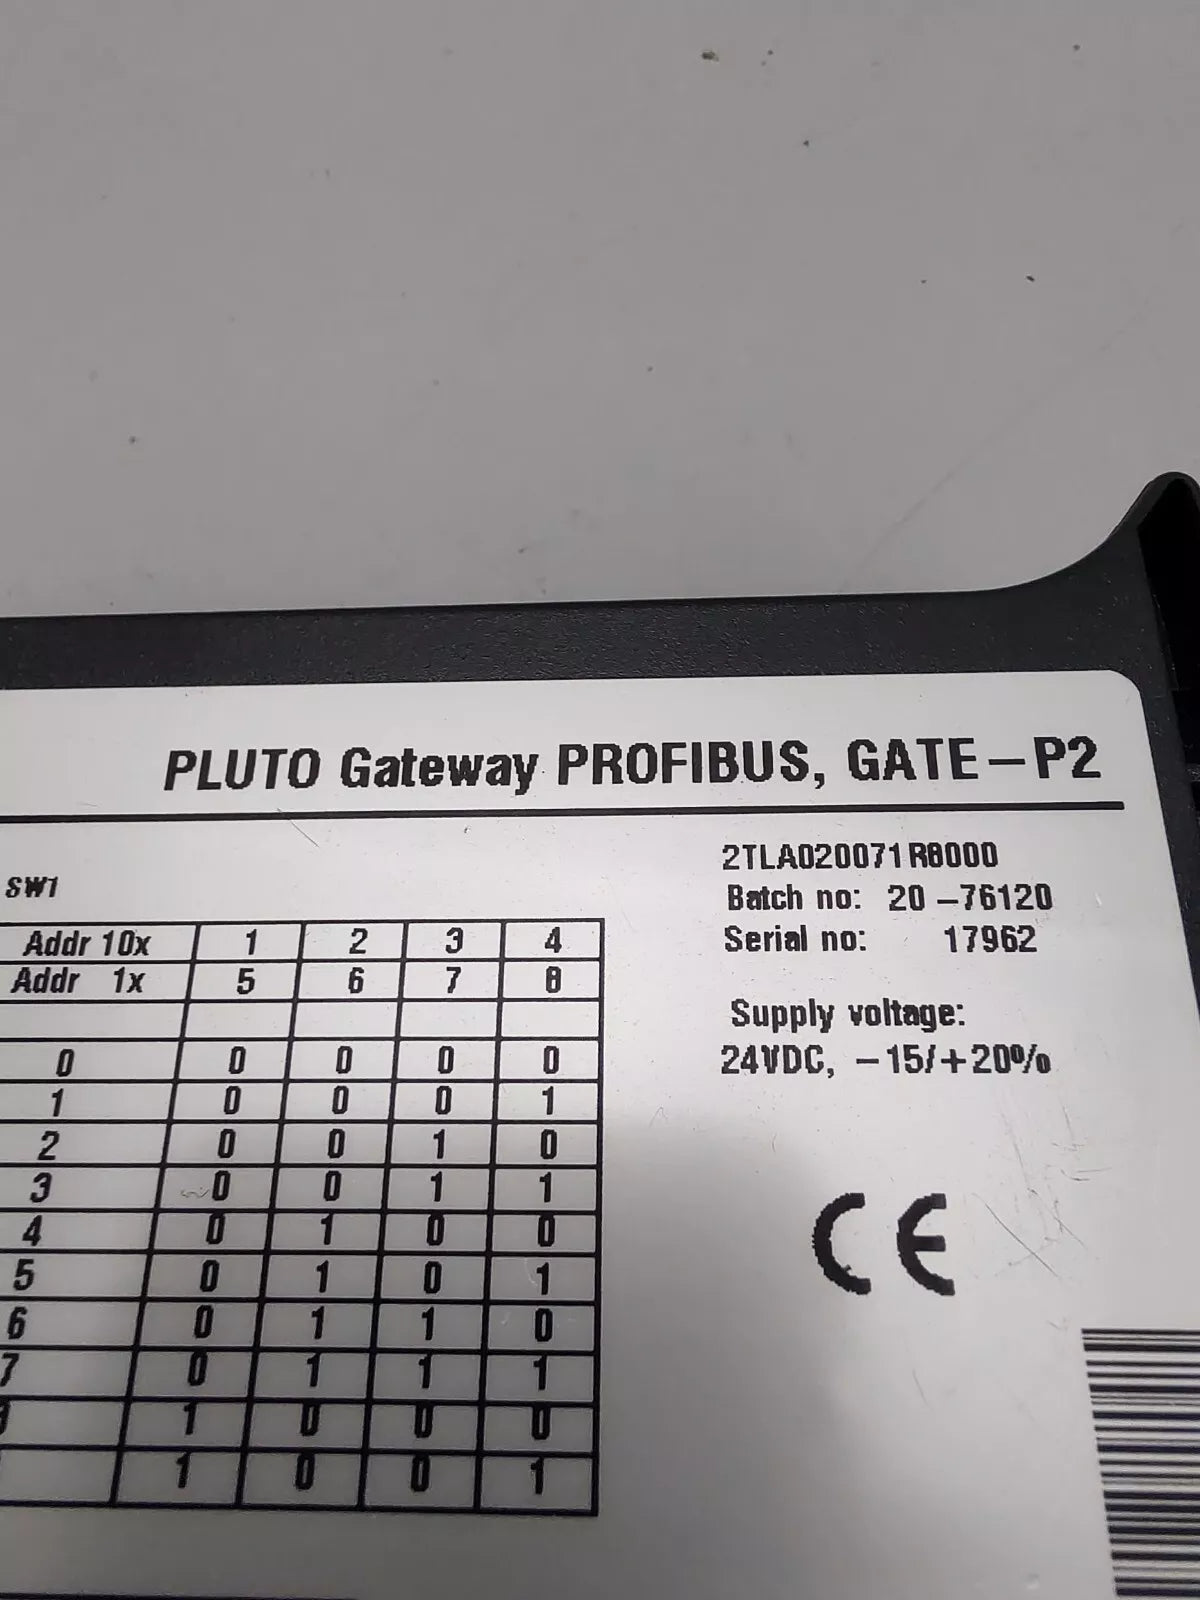 PLUTO Gateway PROFIBUS, GATE-P2
2TLA020071R8000
Batch no: 20-76120
Serial no: 17962
Supply voltage:
24VDC, -15/+20%
CE
SW1
Addr 10x 1 2 3 4
Addr 1x 5 6 7 8
0 0 0 0 0
1 0 0 0 1
2 0 0 1 0
3 0 0 1 1
4 0 1 0 0
5 0 1 0 1
6 0 1 1 0
7 0 1 1 1
1 0 0 0
1 0 0 1